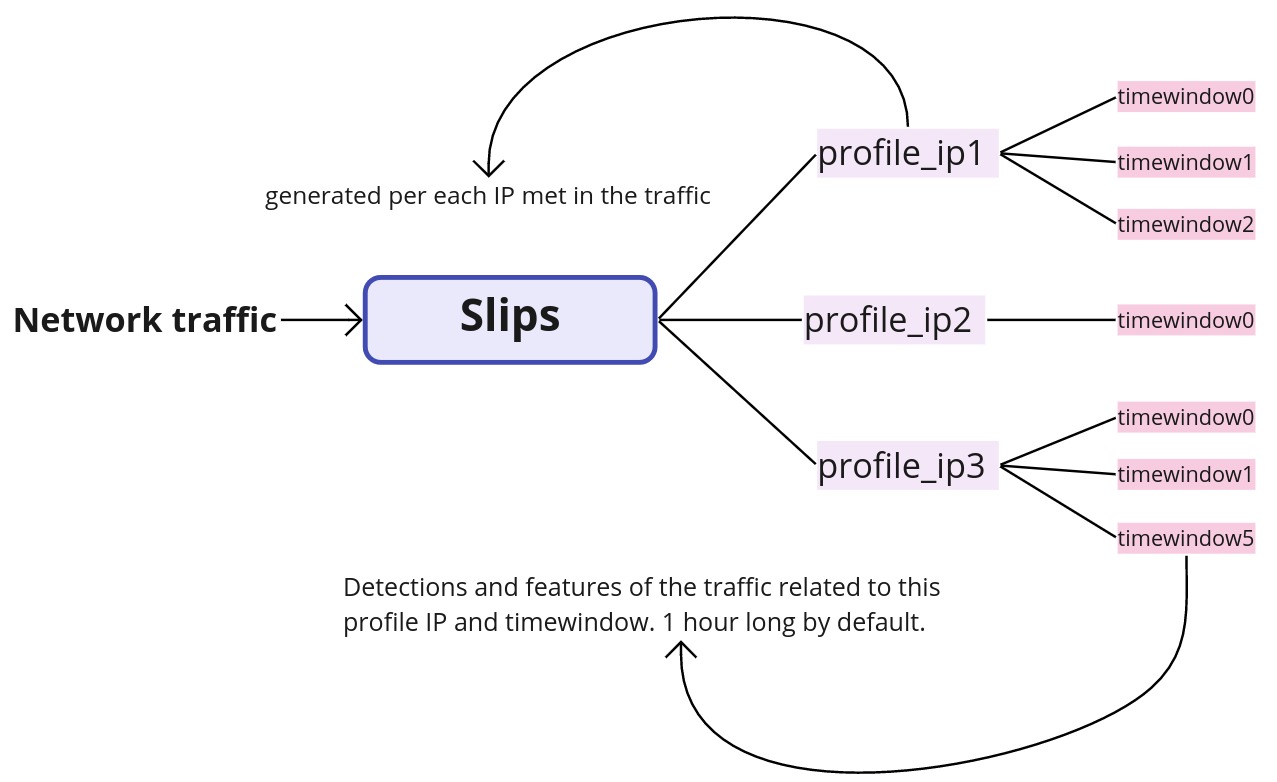 timewindow0
profile_ip1
timewindow1
generated per each IP met in the traffic
timewindow2
Network traffic
Slips
profile_ip2
timewindow0
timewindow0
profile_ip3
timewindow1
timewindow5
Detections and features of the traffic related to this
profile IP and timewindow. 1 hour long by default.